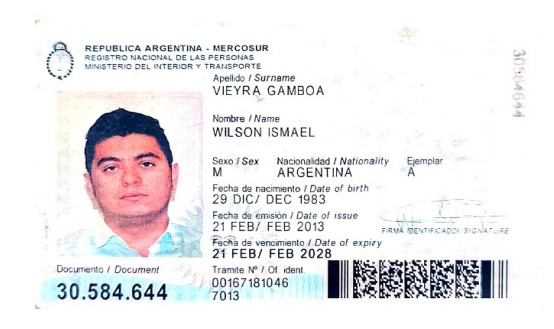 REPUBLICA ARGENTINA - MERCOSUR
REGISTRO NACIONAL DE LAS PERSONAS
MINISTERIO DEL INTERIOR Y TRANSPORTE
Apellido / Surname
VIEYRA GAMBOA
Nombre / Name
WILSON ISMAEL
Sexo / Sex Nacionalidad / Nationality Ejemplar
M ARGENTINA A
Fecha de nacimiento / Date of birth
29 DIC/ DEC 1983
Fecha de emisión / Date of issue
21 FEB/ FEB 2013
FIRMA IDENTIFICADO/ SIGNATURE
Fecha de vencimiento / Date of expiry
21 FEB/ FEB 2028
Documento / Document
30.584.644
Tramite Nº / Of. ident.
00167181046
7013
30584644